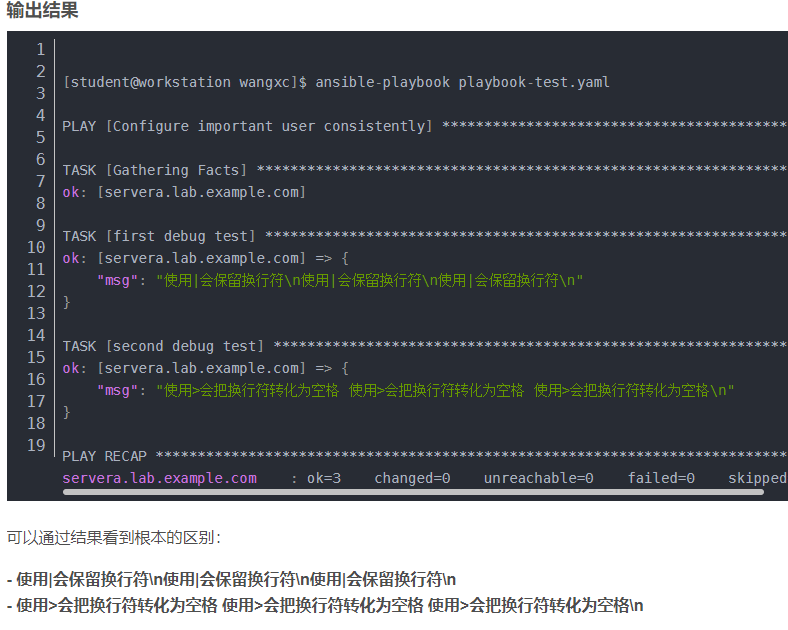 输出结果
1
2
[student@workstation wangxc]$ ansible-playbook playbook-test.yaml
3
4
PLAY [Configure important user consistently] *****************************************
5
6
TASK [Gathering Facts] ***************************************************************
7
ok: [servera.lab.example.com]
8
9
TASK [first debug test] **************************************************************
10
ok: [servera.lab.example.com] => {
11
"msg": "使用|会保留换行符\n使用|会保留换行符\n使用|会保留换行符\n"
12
}
13
14
TASK [second debug test] *************************************************************
15
ok: [servera.lab.example.com] => {
16
"msg": "使用>会把换行符转化为空格 使用>会把换行符转化为空格 使用>会把换行符转化为空格\n"
17
}
18
19
PLAY RECAP ***************************************************************************
servera.lab.example.com : ok=3 changed=0 unreachable=0 failed=0 skipped
可以通过结果看到根本的区别：
- 使用|会保留换行符\n使用|会保留换行符\n使用|会保留换行符\n
- 使用>会把换行符转化为空格 使用>会把换行符转化为空格 使用>会把换行符转化为空格\n